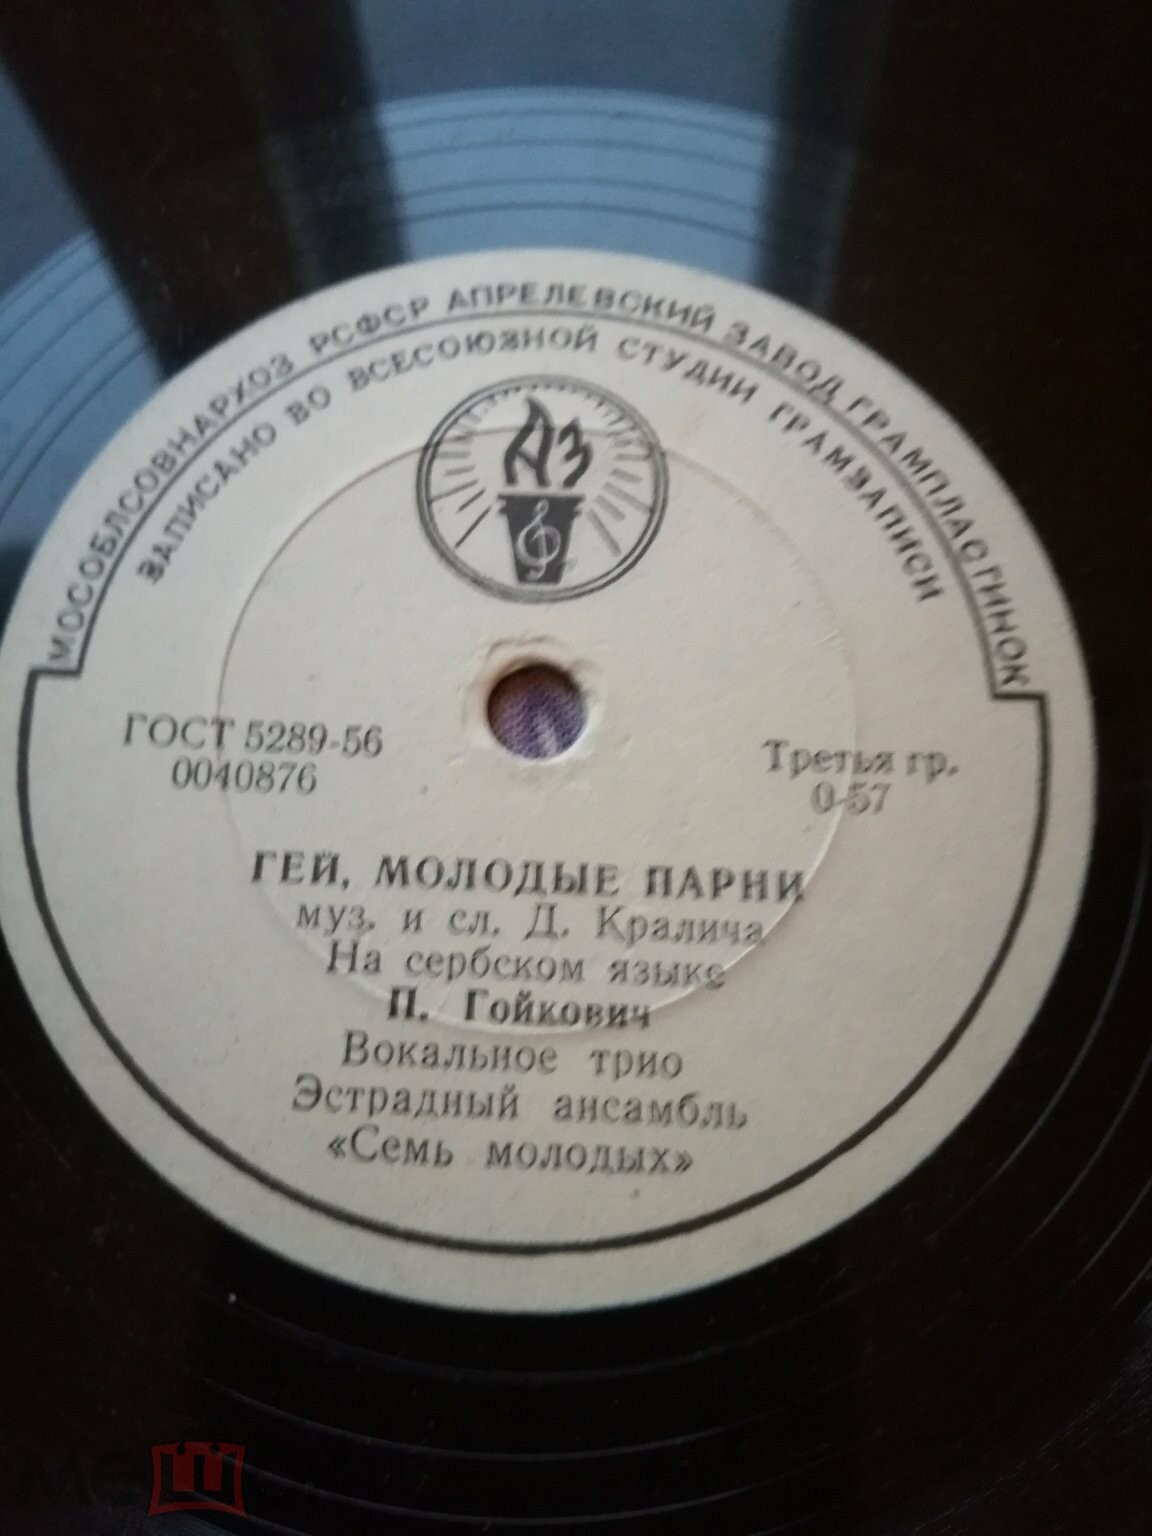 МОСОБЛСОВНАРХОЗ РСФСР АПРЕЛЕВСКИЙ ЗАВОД ГРАМПЛАСТИНОК
ЗАПИСАНО ВО ВСЕСОЮЗНОЙ СТУДИИ ГРАМЗАПИСИ
АЗ
ГОСТ 5289-56
0040876
Третья гр.
0-57
ГЕЙ, МОЛОДЫЕ ПАРНИ
муз. и сл. Д. Кралича
На сербском языке
П. Гойкович
Вокальное трио
Эстрадный ансамбль
«Семь молодых»